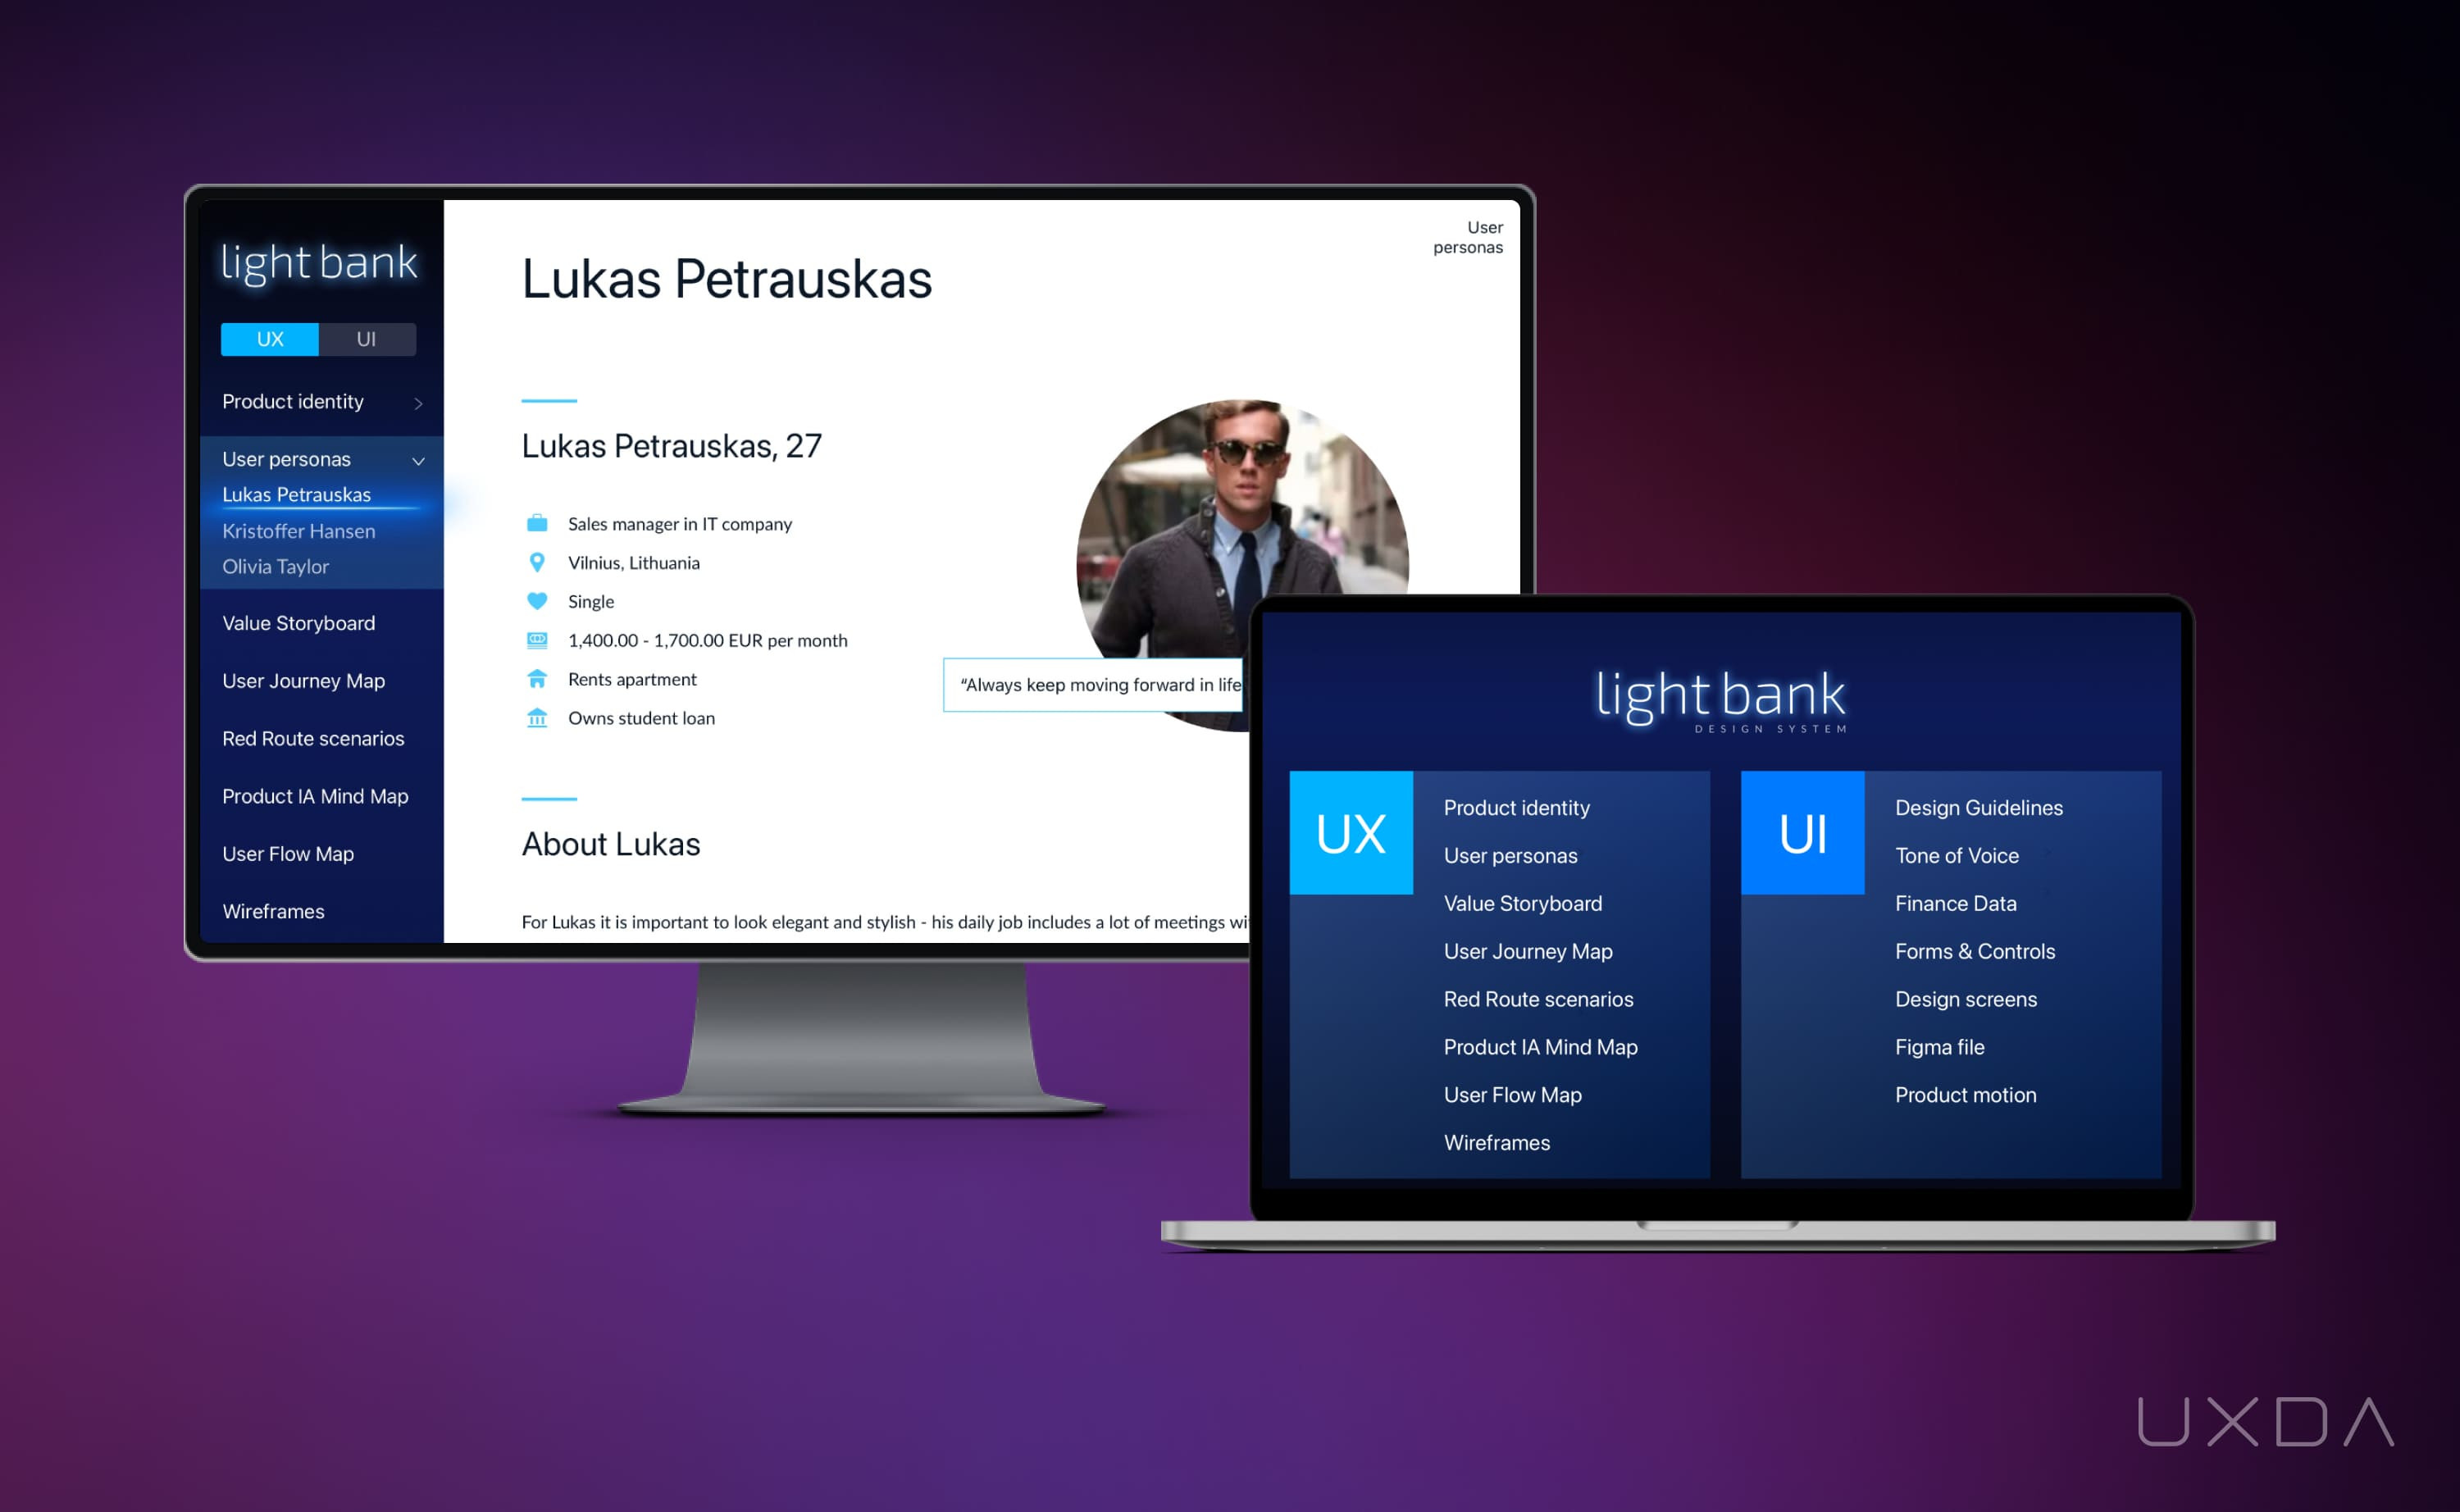 light bank
UX UI
Product identity
User personas
Lukas Petrauskas
Kristoffer Hansen
Olivia Taylor
Value Storyboard
User Journey Map
Red Route scenarios
Product IA Mind Map
User Flow Map
Wireframes
User
personas
Lukas Petrauskas
Lukas Petrauskas, 27
Sales manager in IT company
Vilnius, Lithuania
Single
1,400.00 - 1,700.00 EUR per month
Rents apartment
Owns student loan
“Always keep moving forward in life
About Lukas
For Lukas it is important to look elegant and stylish - his daily job includes a lot of meetings
light bank
DESIGN SYSTEM
UX
Product identity
User personas
Value Storyboard
User Journey Map
Red Route scenarios
Product IA Mind Map
User Flow Map
Wireframes
UI
Design Guidelines
Tone of Voice
Finance Data
Forms & Controls
Design screens
Figma file
Product motion
UXDA